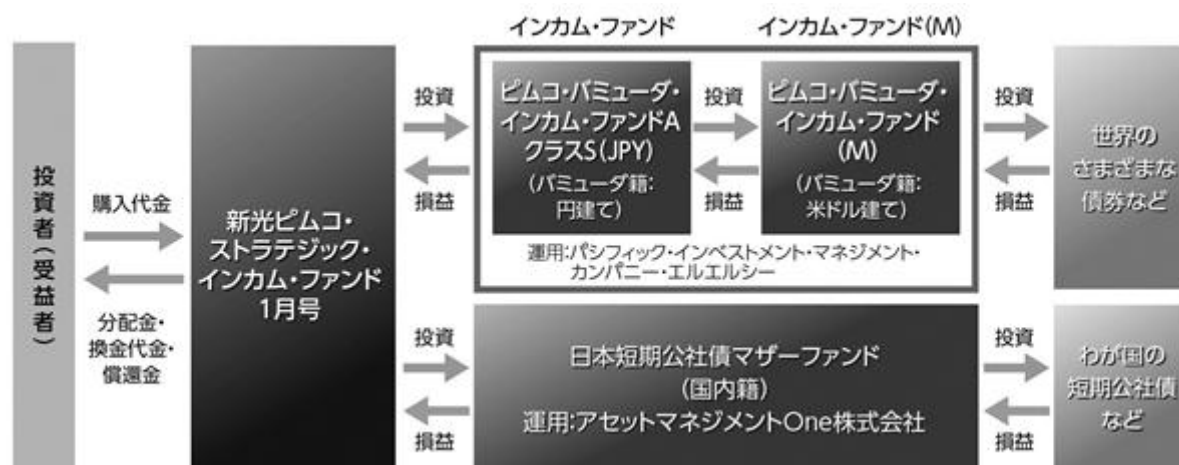 インカム・ファンド
インカム・ファンド(M)
投資者(受益者)
購入代金
分配金・
換金代金・
償還金
新光ピムコ・
ストラテジック・
インカム・ファンド
1月号
投資
損益
ピムコ・バミューダ・
インカム・ファンドA
クラスS(JPY)
(バミューダ籍:
円建て)
投資
損益
ピムコ・バミューダ・
インカム・ファンド
(M)
(バミューダ籍:
米ドル建て)
運用:パシフィック・インベストメント・マネジメント・
カンパニー・エルエルシー
投資
損益
世界の
さまざまな
債券など
投資
損益
日本短期公社債マザーファンド
(国内籍)
運用:アセットマネジメントOne株式会社
投資
損益
わが国の
短期公社債
など